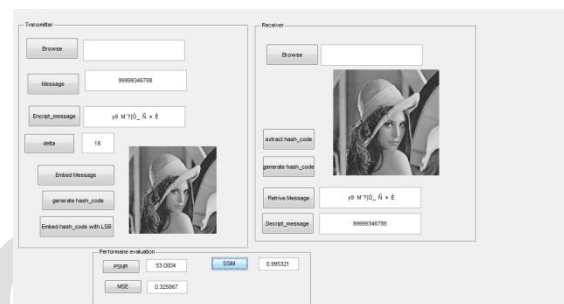 Transmitter
Browse
Message
99999346788
Encript_message
delta
16
Embed Message
generate hash_code
Embed hash_code with LSB
Receiver
Browse
extract hash_code
generate hash_code
Retrive Message
Decript_message
99999346788
Performane evaluation
PSNR
53.0004
SSIM
0.995321
MSE
0.325867